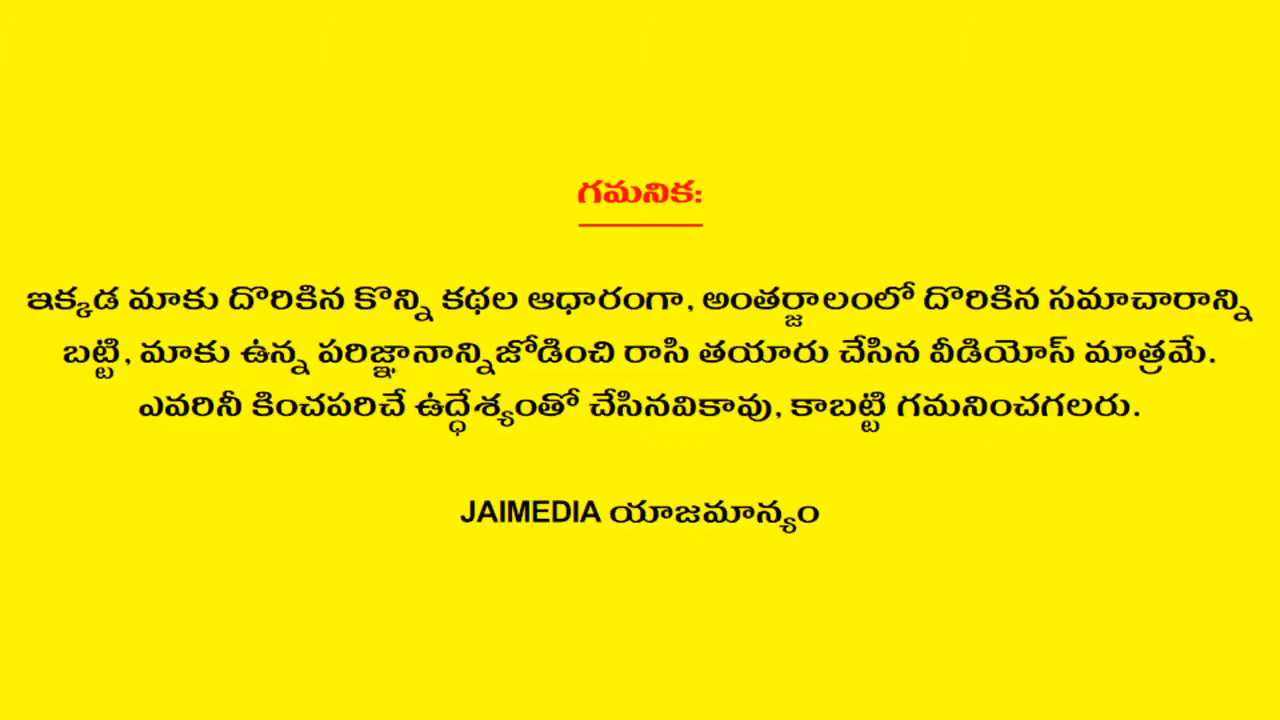 గమనిక:
ఇక్కడ మాకు దొరికిన కొన్ని కథల ఆధారంగా, అంతర్జాలంలో దొరికిన సమాచారాన్ని
బట్టి, మాకు ఉన్న పరిజ్ఞానాన్నిజోడించి రాసి తయారు చేసిన వీడియోస్ మాత్రమే.
ఎవరినీ కించపరిచే ఉద్ధేశ్యంతో చేసినవికావు, కాబట్టి గమనించగలరు.
JAIMEDIA యాజమాన్యం